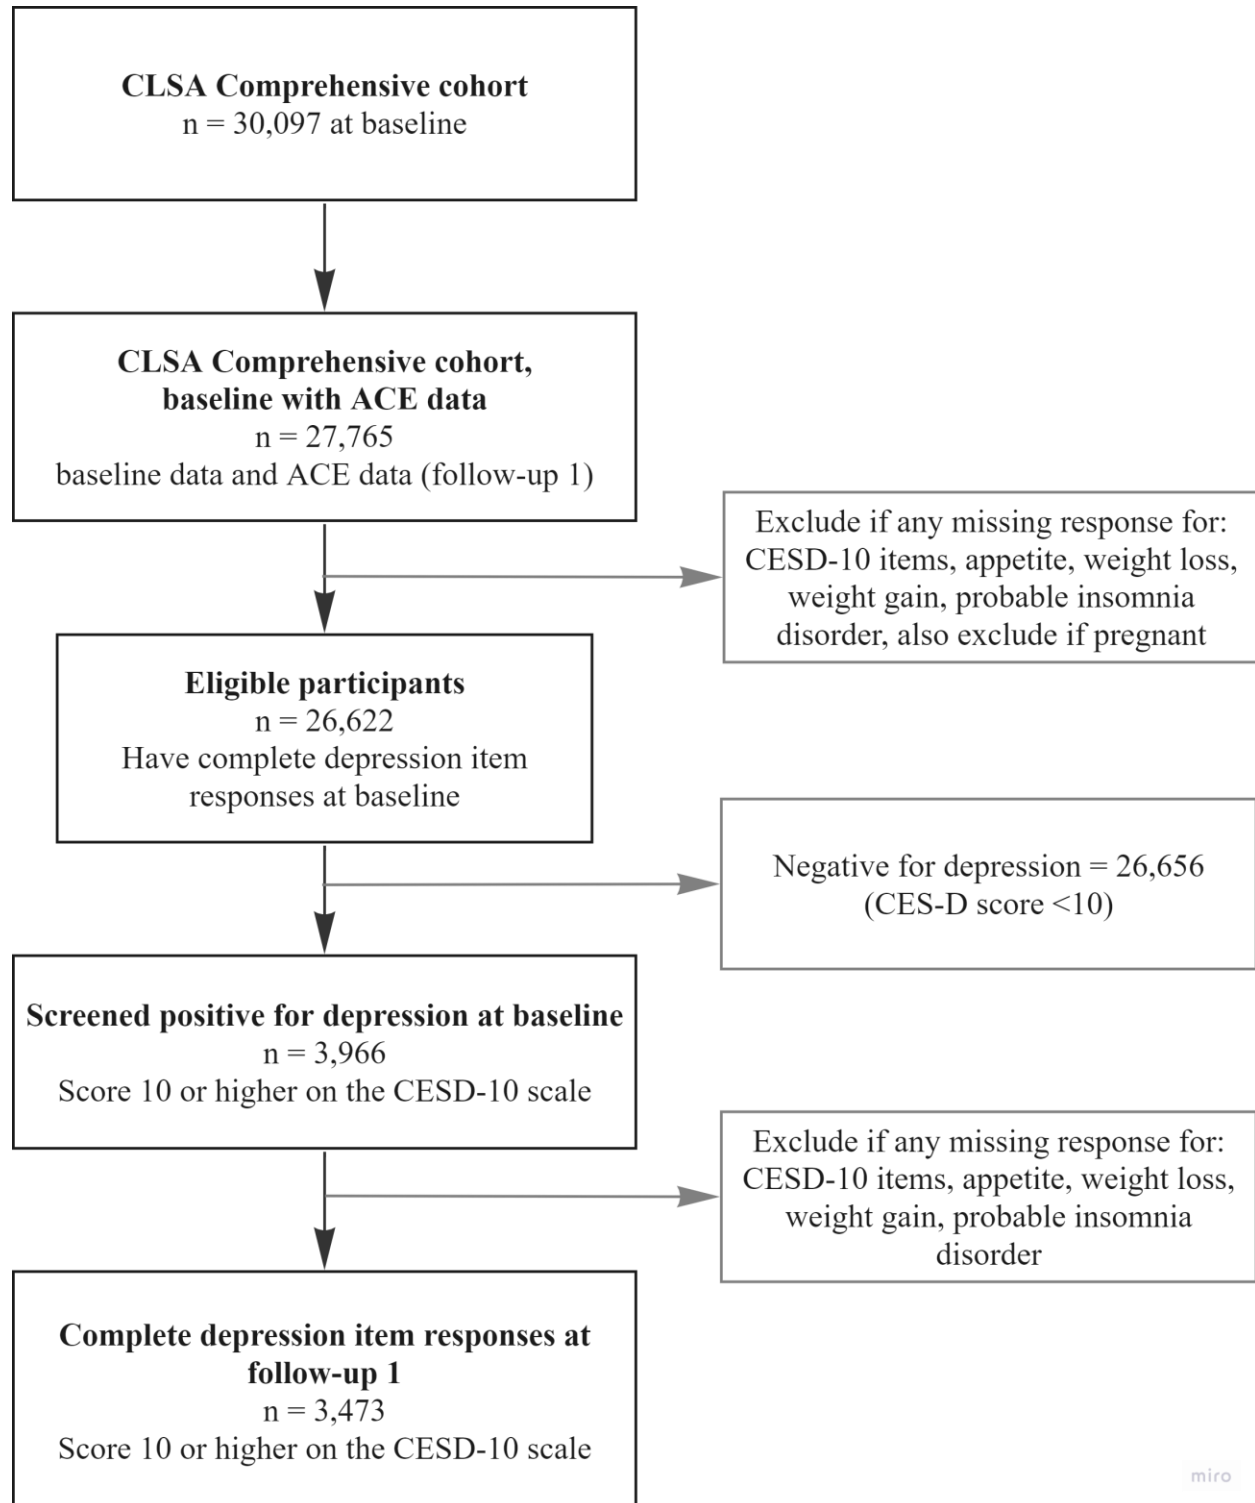 CLSA Comprehensive cohort
n = 30,097 at baseline
CLSA Comprehensive cohort,
baseline with ACE data
n = 27,765
baseline data and ACE data (follow-up 1)
Exclude if any missing response for:
CESD-10 items, appetite, weight loss,
weight gain, probable insomnia
disorder, also exclude if pregnant
Eligible participants
n = 26,622
Have complete depression item
responses at baseline
Negative for depression = 26,656
(CES-D score <10)
Screened positive for depression at baseline
n = 3,966
Score 10 or higher on the CESD-10 scale
Exclude if any missing response for:
CESD-10 items, appetite, weight loss,
weight gain, probable insomnia
disorder
Complete depression item responses at
follow-up 1
n = 3,473
Score 10 or higher on the CESD-10 scale
miro